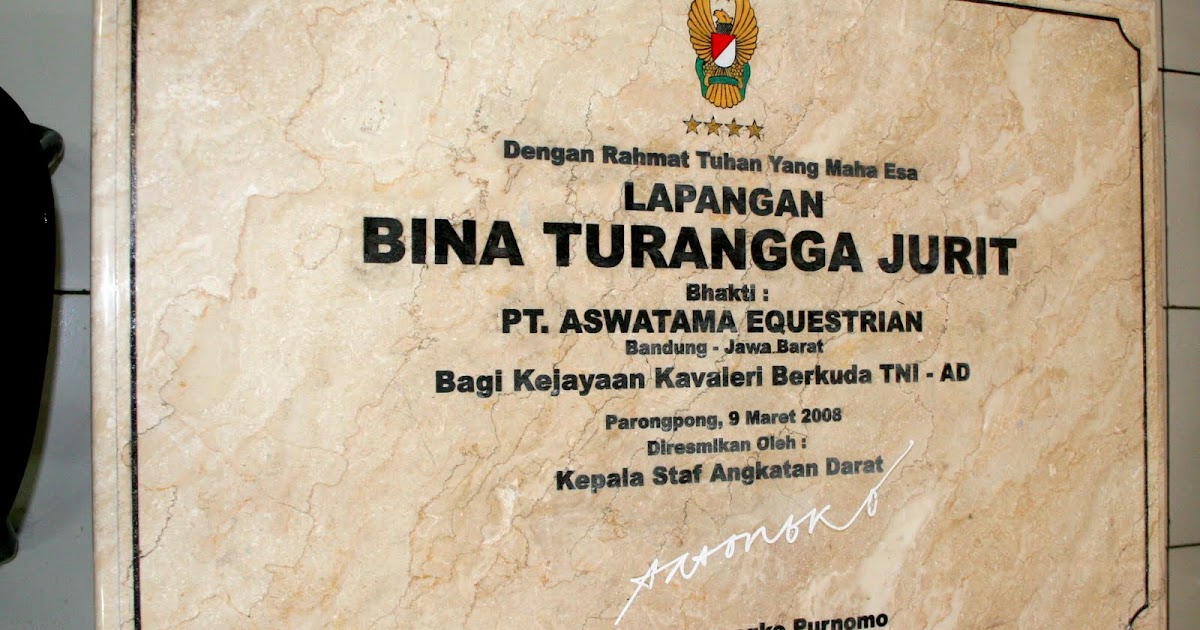 Dengan Rahmat Tuhan Yang Maha Esa
LAPANGAN
BINA TURANGGA JURIT
Bhakti :
PT. ASWATAMA EQUESTRIAN
Bandung - Jawa Barat
Bagi Kejayaan Kavaleri Berkuda TNI - AD
Parongpong, 9 Maret 2008
Diresmikan Oleh :
Kepala Staf Angkatan Darat
Purnomo